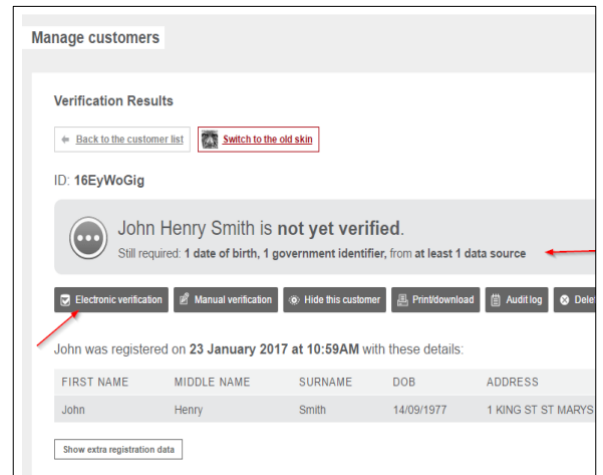 Manage customers
Verification Results
Back to the customer list Switch to the old skin
ID: 16EyWoGig
John Henry Smith is not yet verified.
Still required: 1 date of birth, 1 government identifier, from at least 1 data source
Electronic verification Manual verification Hide this customer Print/download Audit log Dele
John was registered on 23 January 2017 at 10:59AM with these details:
FIRST NAME MIDDLE NAME SURNAME DOB ADDRESS
John Henry Smith 14/09/1977 1 KING ST ST MARYS
Show extra registration data